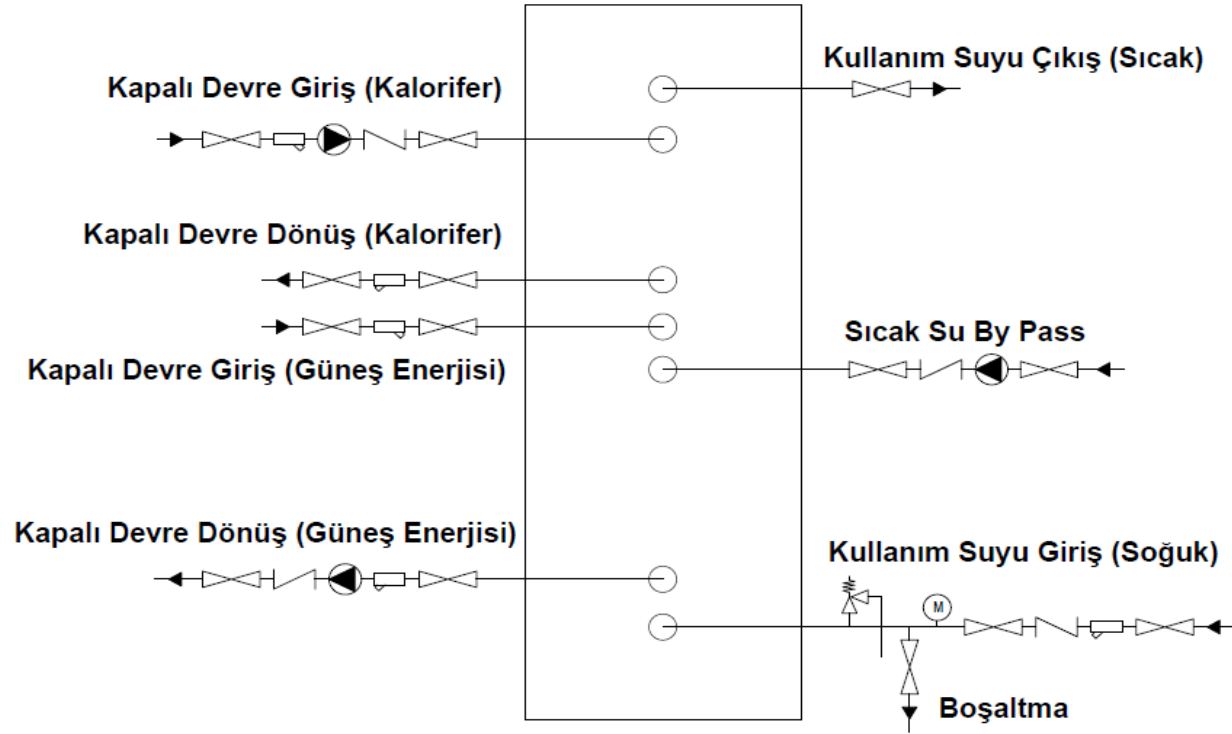 Kullanım Suyu Çıkış (Sıcak)
Kapalı Devre Giriş (Kalorifer)
Kapalı Devre Dönüş (Kalorifer)
Sıcak Su By Pass
Kapalı Devre Giriş (Güneş Enerjisi)
Kapalı Devre Dönüş (Güneş Enerjisi)
Kullanım Suyu Giriş (Soğuk)
M
Boşaltma